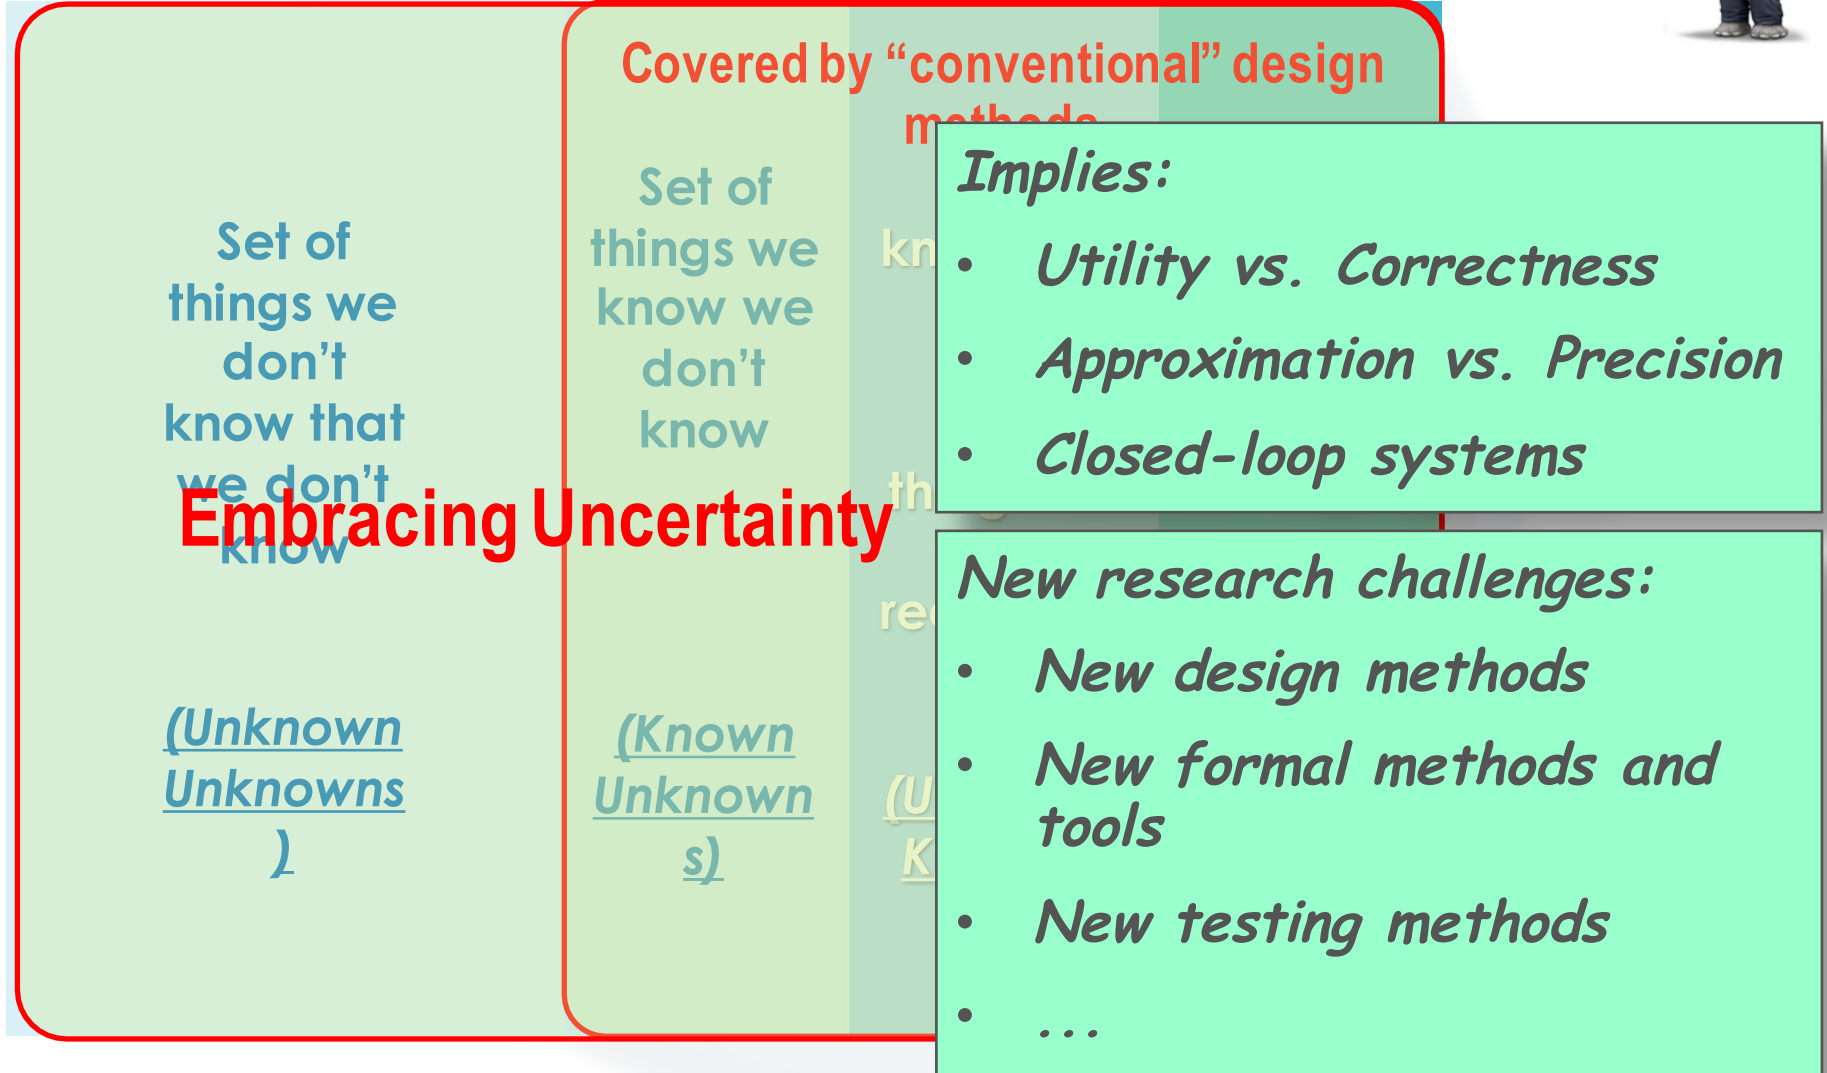 Covered by “conventional” design
methods
Set of
things we
don’t
know that
we don’t
know
(Unknown
Unknowns
)
Set of
things we
know we
don’t
know
(Known
Unknown
s)
Embracing Uncertainty
Implies:
• Utility vs. Correctness
• Approximation vs. Precision
• Closed-loop systems
New research challenges:
• New design methods
• New formal methods and
tools
• New testing methods
• ...